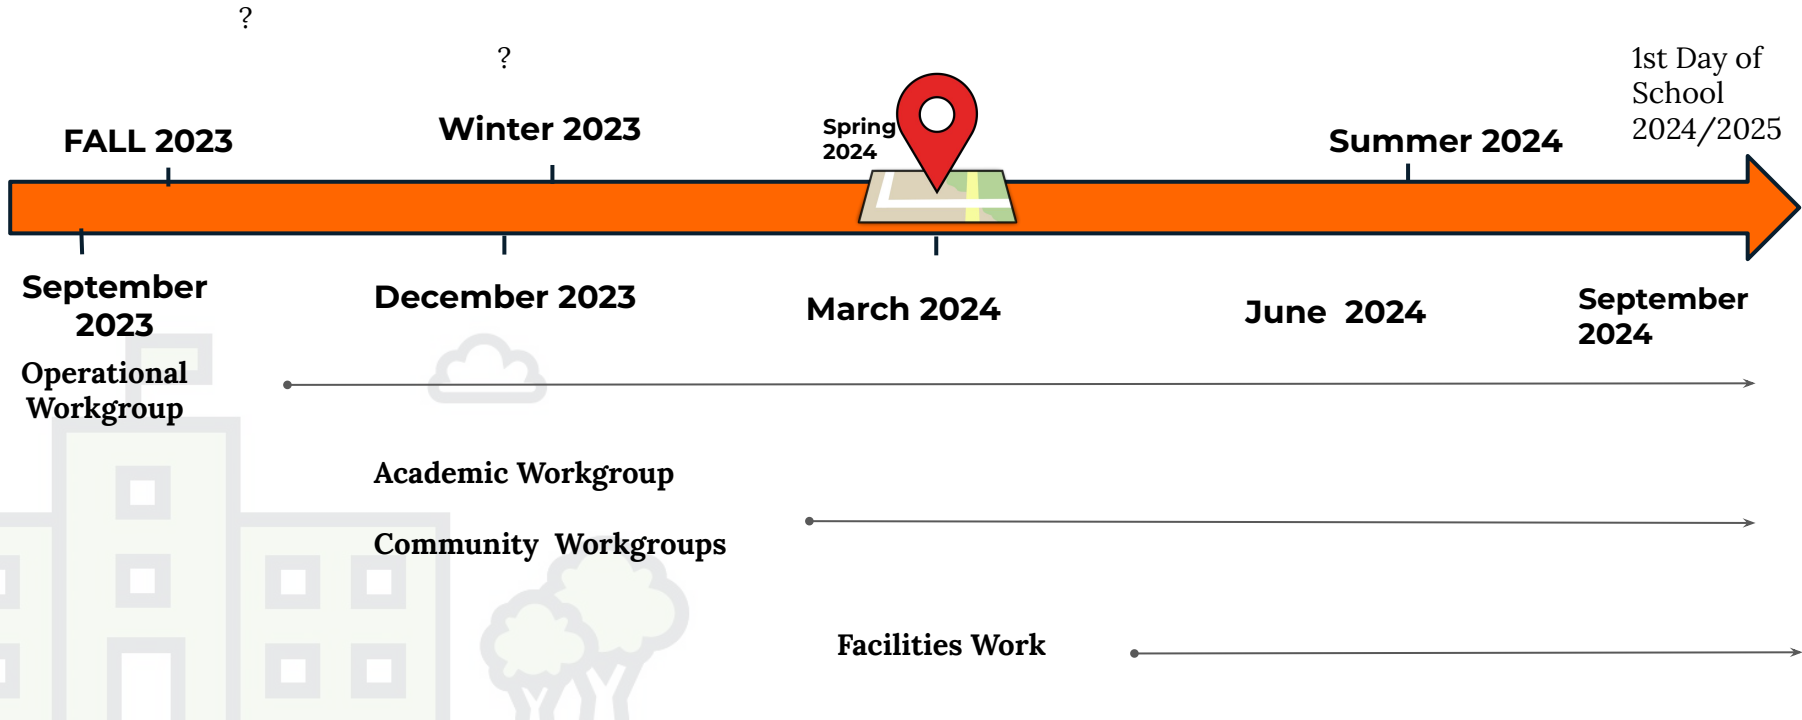 ?
?
1st Day of
School
2024/2025
FALL 2023
Winter 2023
Spring
2024
Summer 2024
September
2023
December 2023
March 2024
June  2024
September
2024
Operational
Workgroup
Academic Workgroup
Community  Workgroups
Facilities Work